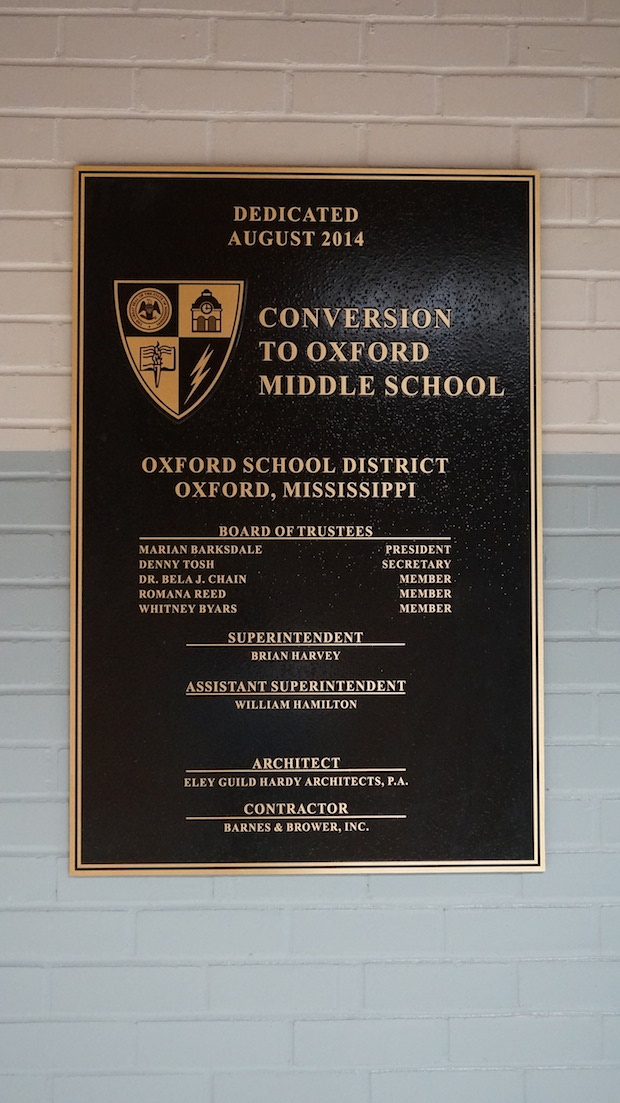 DEDICATED
AUGUST 2014
CONVERSION
TO OXFORD
MIDDLE SCHOOL
OXFORD SCHOOL DISTRICT
OXFORD, MISSISSIPPI
BOARD OF TRUSTEES
MARIAN BARKSDALE PRESIDENT
DENNY TOSH SECRETARY
DR. BELA J. CHAIN MEMBER
ROMANA REED MEMBER
WHITNEY BYARS MEMBER
SUPERINTENDENT
BRIAN HARVEY
ASSISTANT SUPERINTENDENT
WILLIAM HAMILTON
ARCHITECT
ELEY GUILD HARDY ARCHITECTS, P.A.
CONTRACTOR
BARNES & BROWER, INC.